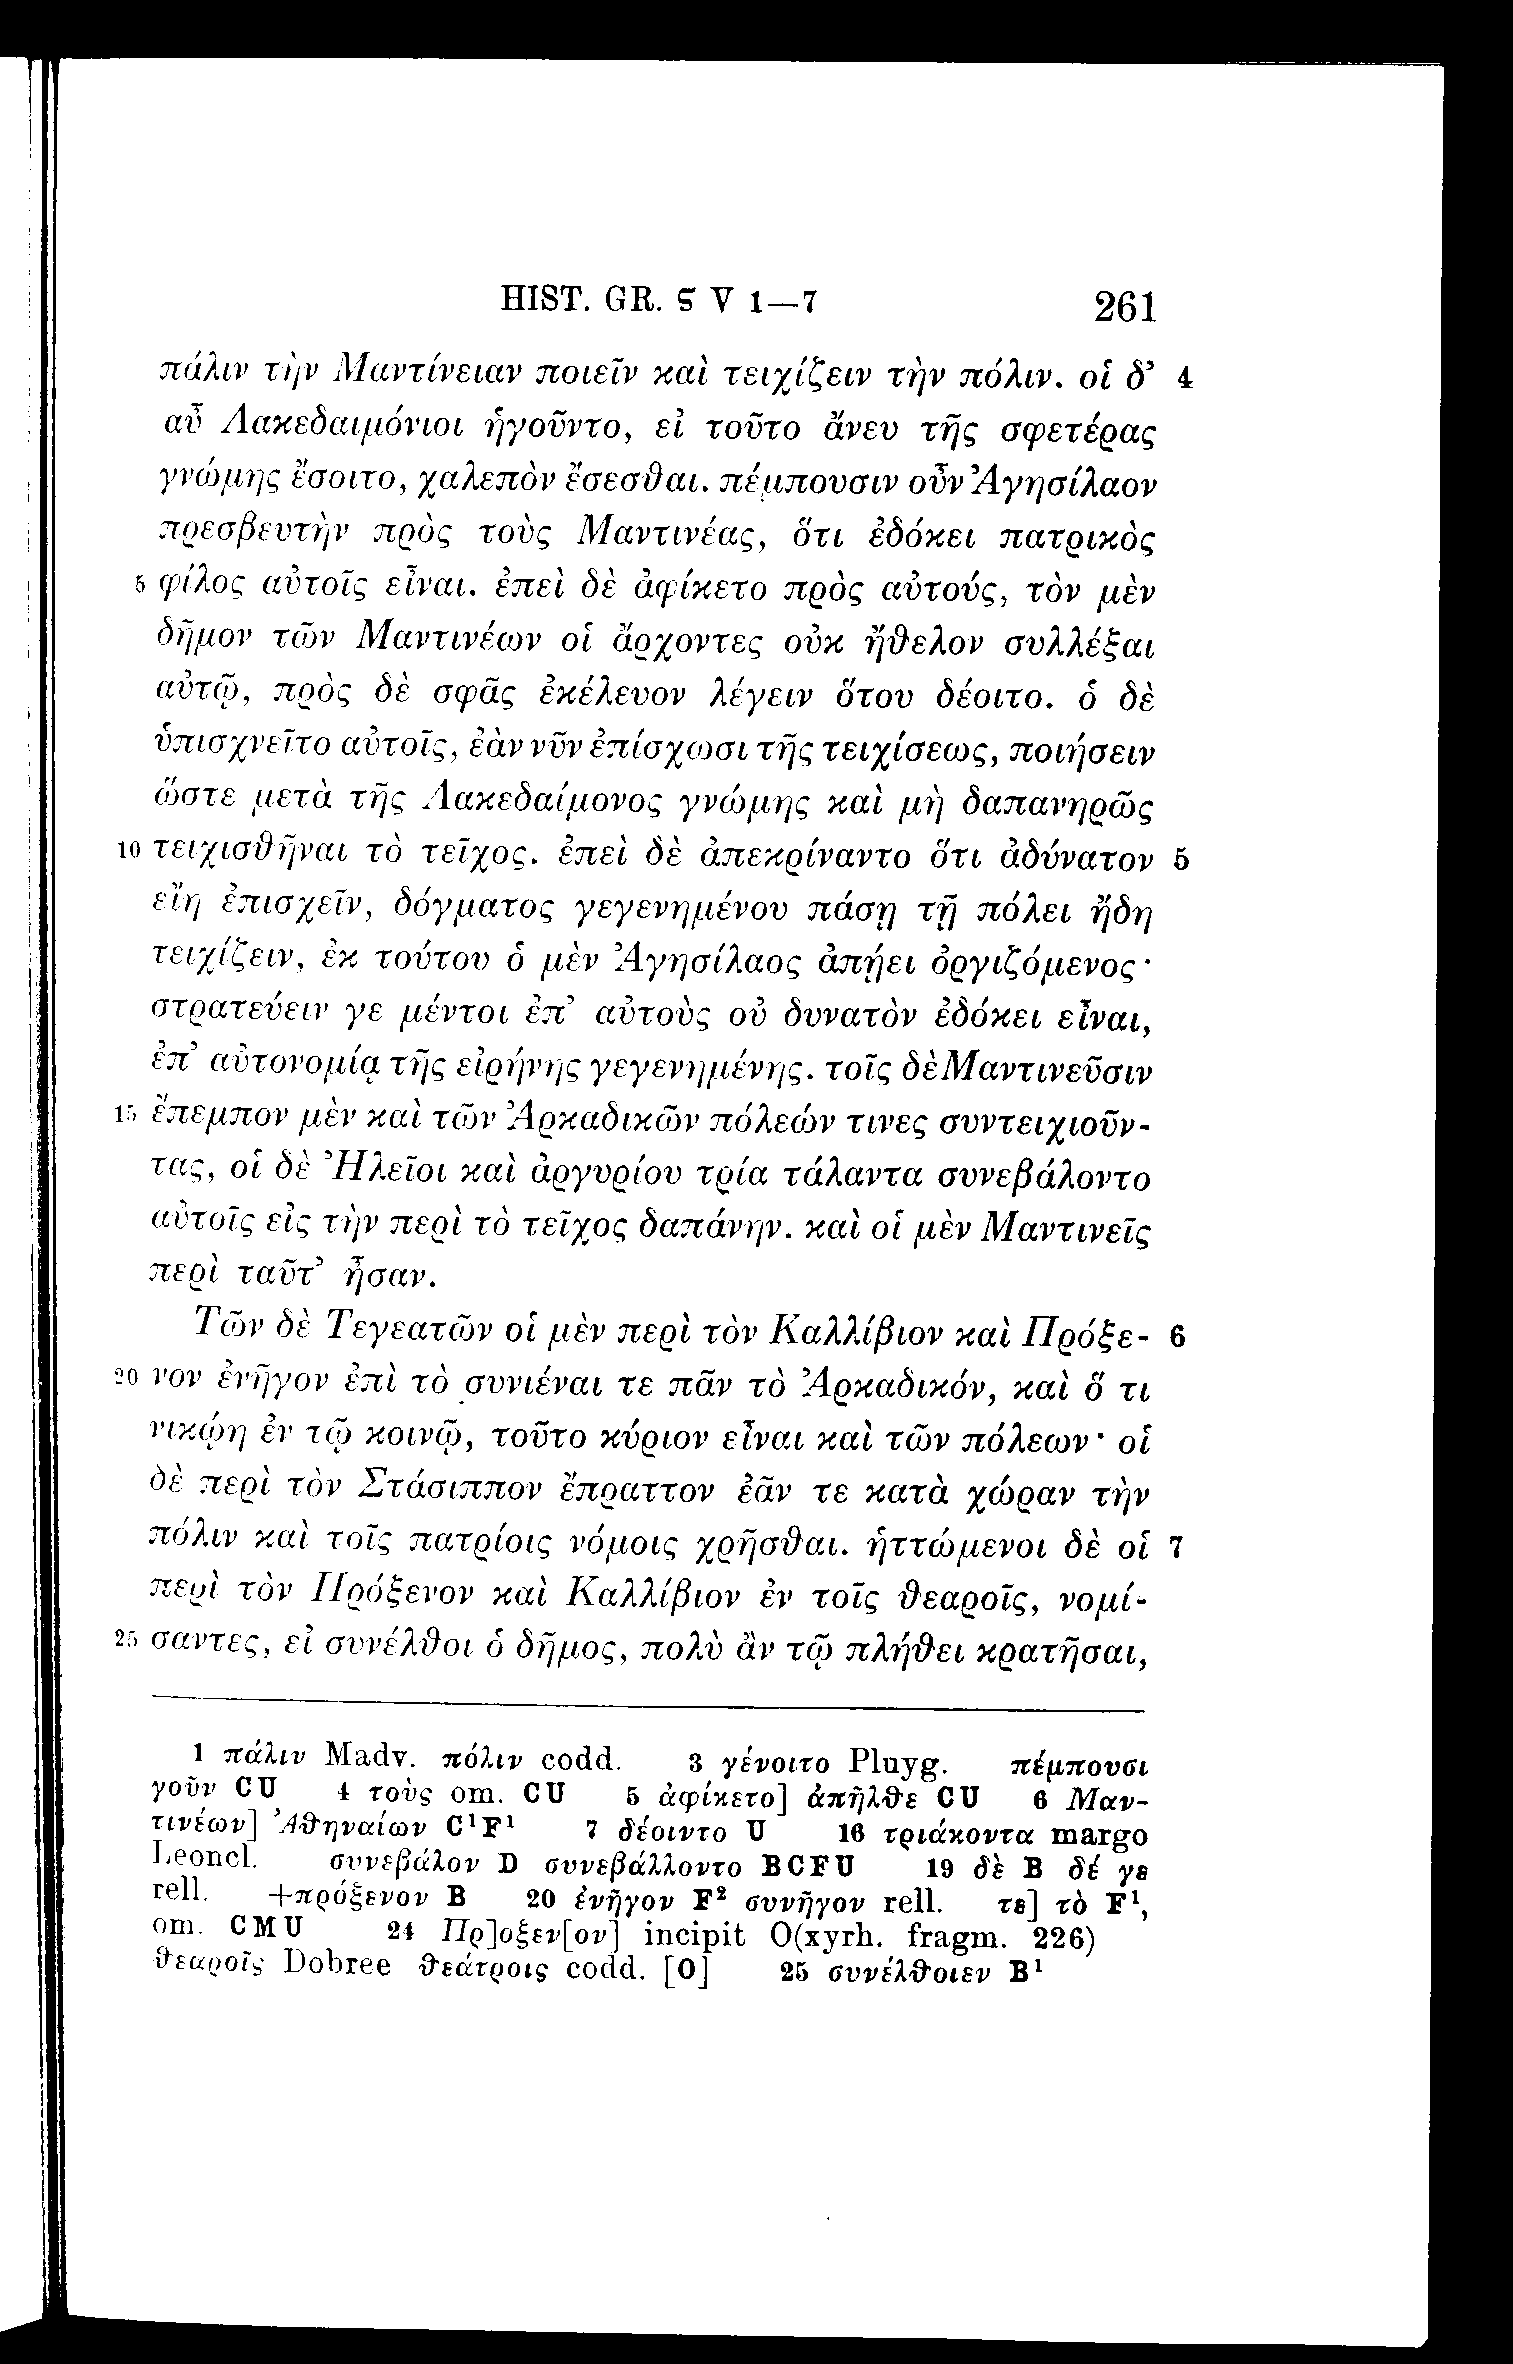 HIST. GR. Ϛ V 1—7 261
πάλιν τὴν Μαντίνειαν ποιεῖν καὶ τειχίζειν τὴν πόλιν. οἱ δ’ 4
αὖ Λακεδαιμόνιοι ἡγοῦντο, εἰ τοῦτο ἄνευ τῆς σφετέρας
γνώμης ἔσοιτο, χαλεπὸν ἔσεσθαι. πέμπουσιν οὖν Ἀγησίλαον
πρεσβευτὴν πρὸς τοὺς Μαντινέας, ὅτι ἐδόκει πατρικὸς
5 φίλος αὐτοῖς εἶναι. ἐπεὶ δὲ ἀφίκετο πρὸς αὐτούς, τὸν μὲν
δῆμον τῶν Μαντινέων οἱ ἄρχοντες οὐκ ἤθελον συλλέξαι
αὐτῷ, πρὸς δὲ σφᾶς ἐκέλευον λέγειν ὅτου δέοιτο. ὁ δὲ
ὑπισχνεῖτο αὐτοῖς, ἐὰν νῦν ἐπίσχωσι τῆς τειχίσεως, ποιήσειν
ὥστε μετὰ τῆς Λακεδαίμονος γνώμης καὶ μὴ δαπανηρῶς
10 τειχισθῆναι τὸ τεῖχος. ἐπεὶ δὲ ἀπεκρίναντο ὅτι ἀδύνατον 5
εἴη ἐπισχεῖν, δόγματος γεγενημένου πάσῃ τῇ πόλει ἤδη
τειχίζειν, ἐκ τούτου ὁ μὲν Ἀγησίλαος ἀπῄει ὀργιζόμενος·
στρατεύειν γε μέντοι ἐπ’ αὐτοὺς οὐ δυνατὸν ἐδόκει εἶναι,
ἐπ’ αὐτονομίᾳ τῆς εἰρήνης γεγενημένης. τοῖς δὲ Μαντινεῦσιν
15 ἔπεμπον μὲν καὶ τῶν Ἀρκαδικῶν πόλεών τινες συντειχιοῦν-
τας, οἱ δὲ Ἠλεῖοι καὶ ἀργυρίου τρία τάλαντα συνεβάλοντο
αὐτοῖς εἰς τὴν περὶ τὸ τεῖχος δαπάνην. καὶ οἱ μὲν Μαντινεῖς
περὶ ταῦτ’ ἦσαν.
Τῶν δὲ Τεγεατῶν οἱ μὲν περὶ τὸν Καλλίβιον καὶ Πρόξε- 6
20 νον ἐνῆγον ἐπὶ τὸ συνιέναι τε πᾶν τὸ Ἀρκαδικόν, καὶ ὅ τι
νικῴη ἐν τῷ κοινῷ, τοῦτο κύριον εἶναι καὶ τῶν πόλεων· οἱ
δὲ περὶ τὸν Στάσιππον ἔπραττον ἐᾶν τε κατὰ χώραν τὴν
πόλιν καὶ τοῖς πατρίοις νόμοις χρῆσθαι. ἡττώμενοι δὲ οἱ 7
περὶ τὸν Πρόξενον καὶ Καλλίβιον ἐν τοῖς θεαροῖς, νομί-
25 σαντες, εἰ συνέλθοι ὁ δῆμος, πολὺ ἂν τῷ πλήθει κρατῆσαι,
1 πάλιν Madv. πόλιν codd. 3 γένοιτο Pluyg. πέμπουσι
γοῦν CU 4 τοὺς om. CU 5 ἀφίκετο] ἀπῆλθε CU 6 Μαν-
τινέων] Ἀθηναίων C¹F¹ 7 δέοιντο U 16 τριάκοντα margo
Leoncl. συνεβάλον D συνεβάλλοντο BCFU 19 δὲ B δέ γε
rell. +πρόξενον B 20 ἐνῆγον F² συνῆγον rell. τε] τὸ F¹,
om. CMU 24 Πρ]οξεν[ον] incipit O(xyrh. fragm. 226)
θεαροῖς Dobree θεάτροις codd. [O] 25 συνέλθοιεν B¹